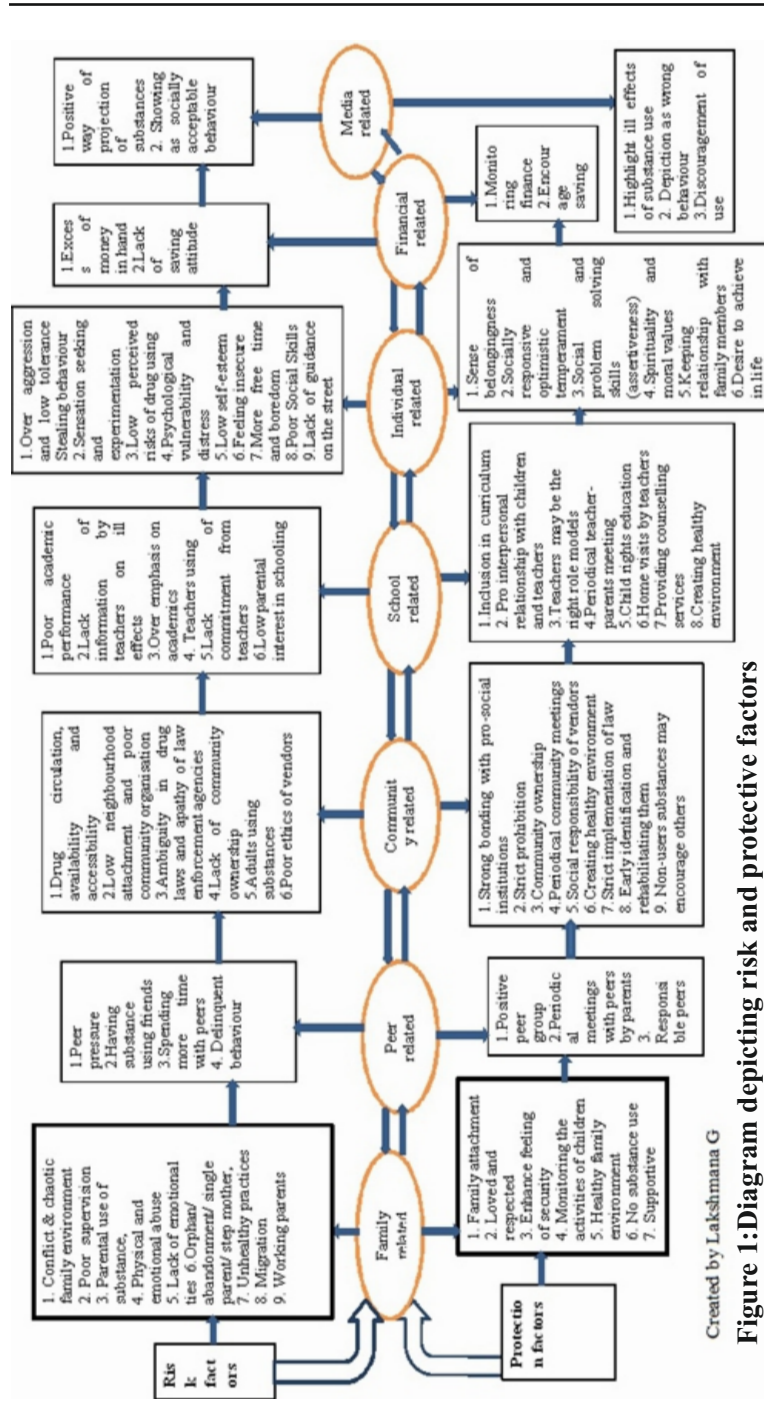 Ris
k
fact
ors
1. Conflict & chaotic
family environment
2. Poor supervision
3. Parental use of
substance,
4. Physical and
emotional abuse
5. Lack of emotional
ties 6.Orphan/
abandonment/ single
parent/ step mother,
7. Unhealthy practices
8. Migration
9. Working parents
1.Peer
pressure
2.Having
substance
using friends
3.Spending
more time
with peers
4. Delinquent
behaviour
1.Drug circulation,
availability and
accessibility
2.Low neighbourhood
attachment and poor
community organisation
3.Ambiguity in drug
laws and apathy of law
enforcement agencies
4.Lack of community
ownership
5.Adults using
substances
6.Poor ethics of vendors
1.Poor academic
performance
2.Lack of
information by
teachers on ill
effects
3.Over emphasis on
academics
4. Teachers using
5.Lack of
commitment from
teachers
6.Low parental
interest in schooling
1.Over aggression
and low tolerance
Stealing behaviour
2.Sensation seeking
and
experimentation
3.Low perceived
risks of drug using
4.Psychological
vulnerability and
distress
5.Low self-esteem
6.Feeling insecure
7.More free time
and boredom
8.Poor Social Skills
9.Lack of guidance
on the street
1.Exces
s of
money
in hand
2.Lack
of
saving
attitude
1.Positive
way of
projection
of
substances
2. Showing
as socially
acceptable
behaviour
Family
related
Peer
related
Communit
y related
School
related
Individual
related
Financial
related
Media
related
Protectio
n factors
1. Family attachment
2. Loved and
respected
3. Enhance feeling
of security
4. Monitoring the
activities of children
5. Healthy family
environment
6. No substance use
7. Supportive
1.Positive
peer
group
2.Periodic
al
meetings
with peers
by parents
3.
Responsi
ble peers
1.Strong bonding with pro-social
institutions
2.Strict prohibition
3.Community ownership
4.Periodical community meetings
5.Social responsibility of vendors
6.Creating healthy environment
7.Strict implementation of law
8.Early identification and
rehabilitating them
9. Non-users substances may
encourage others
1.Inclusion in curriculum
2. Pro interpersonal
relationship with children
and teachers
3.Teachers may be the
right role models
4.Periodical teacher-
parents meeting
5.Child rights education
6.Home visits by teachers
7.Providing counselling
services
8.Creating healthy
environment
1.Sense of
belongingness
2.Socially
responsive and
optimistic
temperament
3.Social and
problem solving
skills
(assertiveness)
4.Spirituality and
moral values
5.Keeping
relationship with
family members
6.Deare to achieve
in life
1.Monito
ring
finance
2.Encour
age
saving
1.Highlight ill effects
of substance use
2. Depiction as wrong
behaviour
3.Discouragement of
use
Created by Lakshmana G
Figure 1:Diagram depicting risk and protective factors